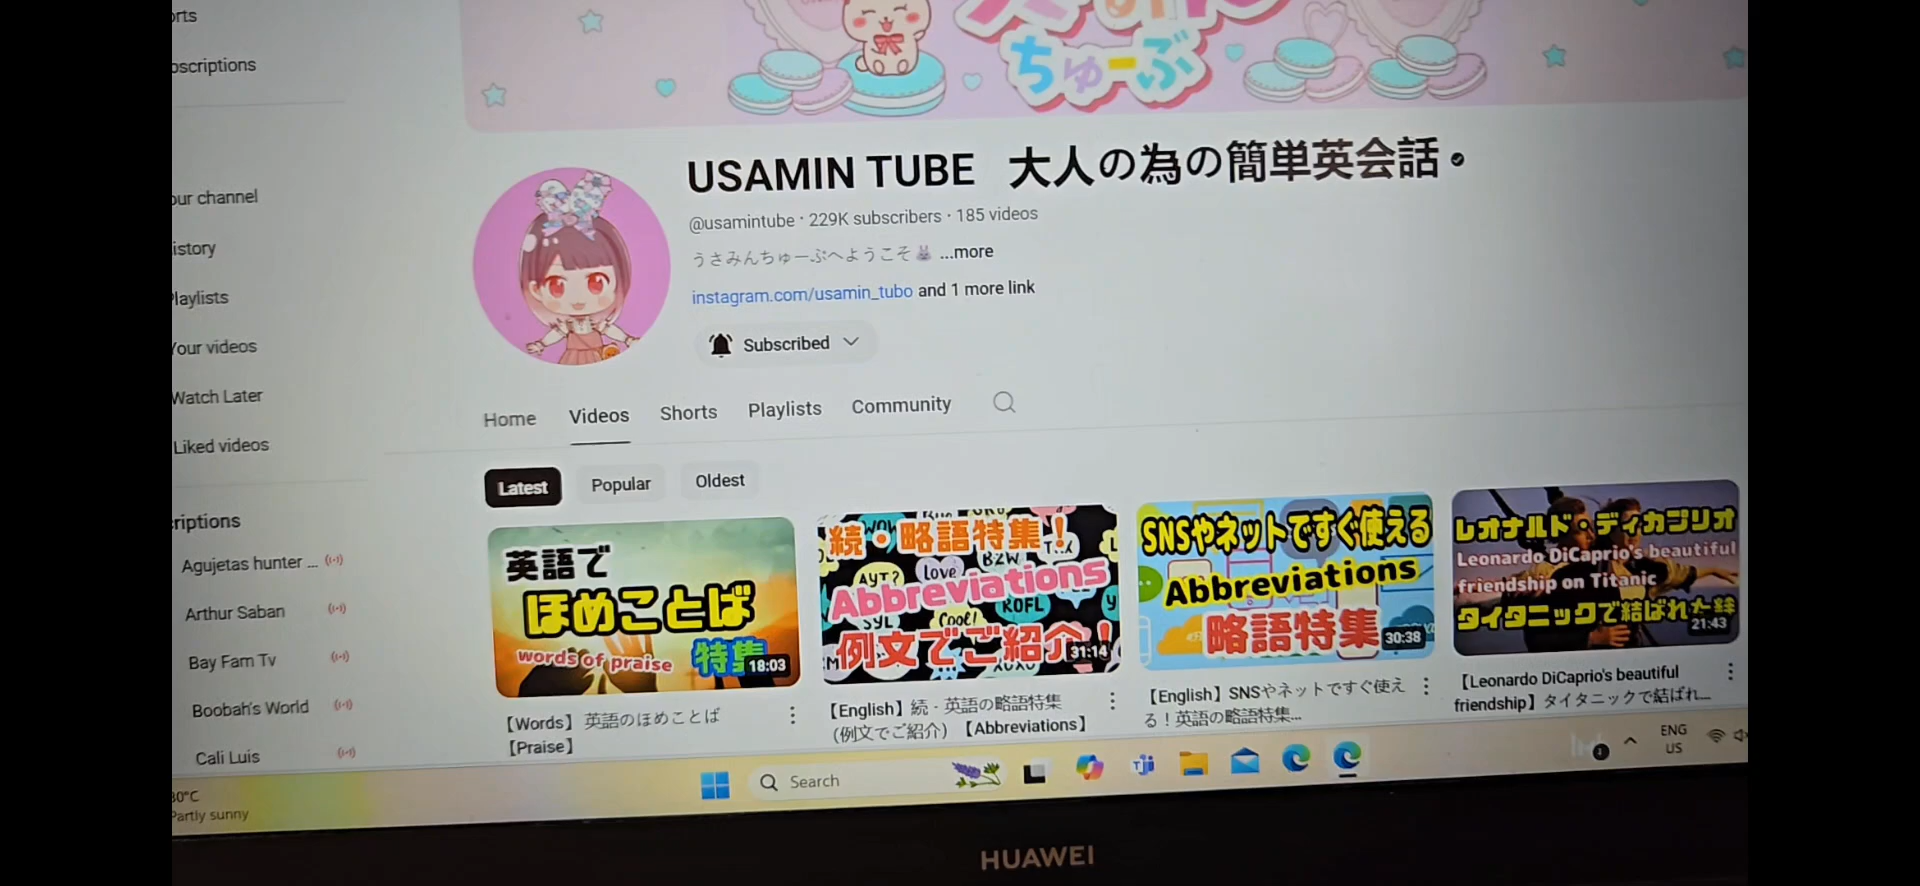 orts
oscriptions
our channel
istory
Playlists
Your videos
Watch Later
Liked videos
riptions
Agujetas hunter ...
Arthur Saban
Bay Fam Tv
Boobah's World
Cali Luis
ちゅーぶ
USAMIN TUBE 大人の為の簡単英会話
@usamintube · 229K subscribers · 185 videos
うさみんちゅーぶへようこそ ...more
instagram.com/usamin_tubo and 1 more link
Subscribed
Home Videos Shorts Playlists Community
Latest Popular Oldest
英語で
ほめことば
words of praise 特集
18:03
【Words】英語のほめことば
【Praise】
続・略語特集！
AYT? Love BZW
Abbreviations
ROFL
SYL Cool!
例文でご紹介！
31:14
【English】続・英語の略語特集
（例文でご紹介）【Abbreviations】
SNSやネットですぐ使える
Abbreviations
略語特集
30:38
【English】SNSやネットですぐ使え
る！英語の略語特集...
レオナルド・ディカプリオ
Leonardo DiCaprio's beautiful
friendship on Titanic
タイタニックで結ばれた絆
21:43
【Leonardo DiCaprio's beautiful
friendship】タイタニックで結ばれ...
30°C
Partly sunny
Search
ENG
US
HUAWEI